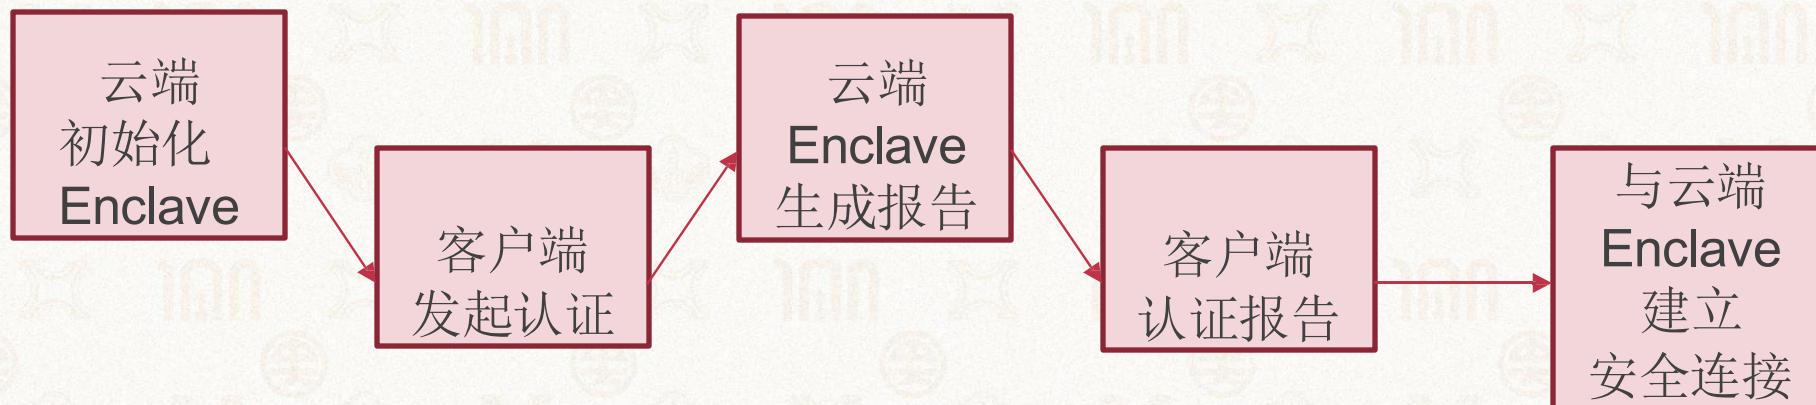 云端
初始化
Enclave
客户端
发起认证
云端
Enclave
生成报告
客户端
认证报告
与云端
Enclave
建立
安全连接